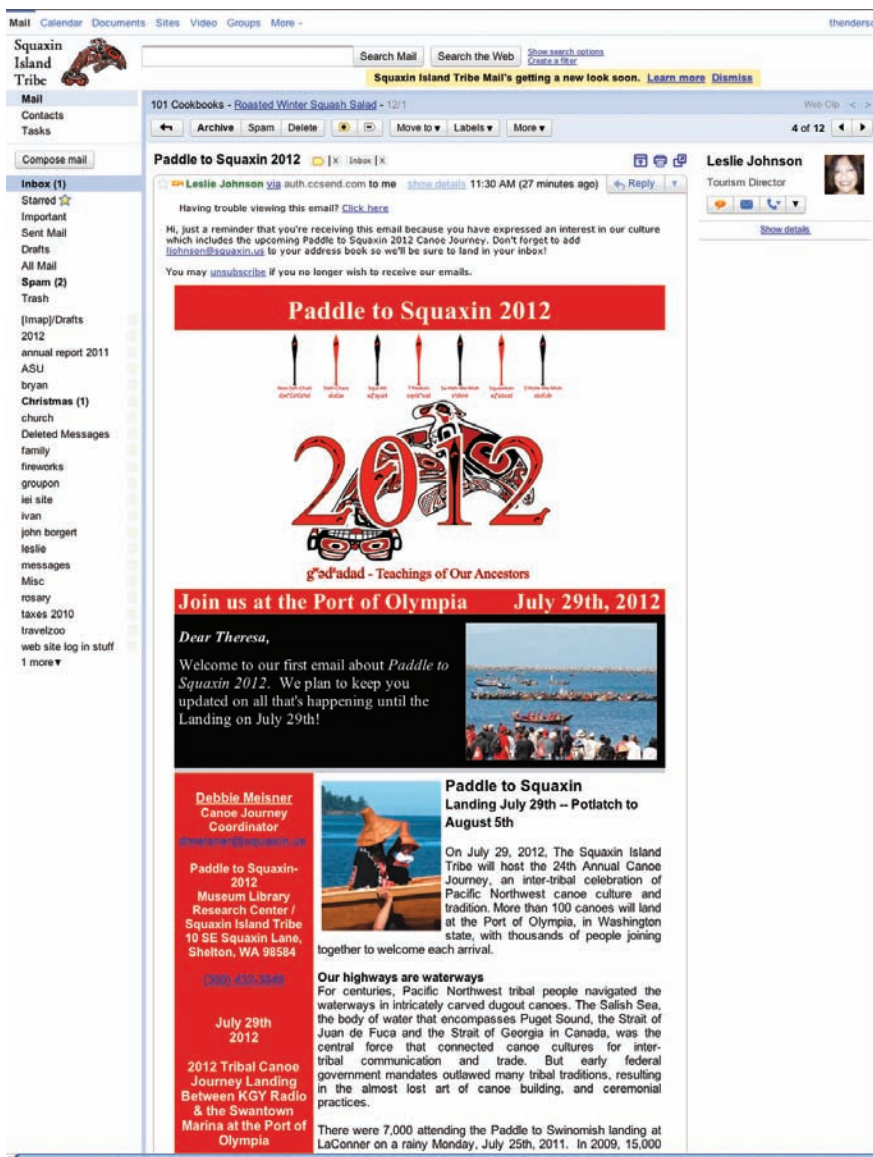 Mail Calendar Documents Sites Video Groups More
Squaxin
Island
Tribe
Search Mail Search the Web Show search options
Create a filter
Squaxin Island Tribe Mail's getting a new look soon. Learn more Dismiss
Mail
Contacts
Tasks
Compose mail
Inbox (1)
Starred
Important
Sent Mail
Drafts
All Mail
Spam (2)
Trash
[Imap]/Drafts
2012
annual report 2011
ASU
bryan
Christmas (1)
church
Deleted Messages
family
fireworks
groupon
iei site
ivan
john borgert
leslie
messages
Misc
rosary
taxes 2010
travelzoo
web site log in stuff
1 more▼
101 Cookbooks - Roasted Winter Squash Salad - 12/1 Web Clip < >
Archive Spam Delete Move to ▼ Labels ▼ More ▼ 4 of 12
Paddle to Squaxin 2012 | x Inbox | x
Leslie Johnson via auth.ccsend.com to me show details 11:30 AM (27 minutes ago) Reply
Having trouble viewing this email? Click here
Hi, just a reminder that you're receiving this email because you have expressed an interest in our culture
which includes the upcoming Paddle to Squaxin 2012 Canoe Journey. Don't forget to add
ljohnson@squaxin.us to your address book so we'll be sure to land in your inbox!
You may unsubscribe if you no longer wish to receive our emails.
Paddle to Squaxin 2012
2012
- Teachings of Our Ancestors
Join us at the Port of Olympia July 29th, 2012
Dear Theresa,
Welcome to our first email about Paddle to
Squaxin 2012. We plan to keep you
updated on all that's happening until the
Landing on July 29th!
Debbie Meisner
Canoe Journey
Coordinator
dmeisner@squaxin.us
Paddle to Squaxin-
2012
Museum Library
Research Center /
Squaxin Island Tribe
10 SE Squaxin Lane,
Shelton, WA 98584
July 29th
2012
2012 Tribal Canoe
Journey Landing
Between KGY Radio
& the Swantown
Marina at the Port of
Olympia
Paddle to Squaxin
Landing July 29th -- Potlatch to
August 5th
On July 29, 2012, The Squaxin Island
Tribe will host the 24th Annual Canoe
Journey, an inter-tribal celebration of
Pacific Northwest canoe culture and
tradition. More than 100 canoes will land
at the Port of Olympia, in Washington
state, with thousands of people joining
together to welcome each arrival.
Our highways are waterways
For centuries, Pacific Northwest tribal people navigated the
waterways in intricately carved dugout canoes. The Salish Sea,
the body of water that encompasses Puget Sound, the Strait of
Juan de Fuca and the Strait of Georgia in Canada, was the
central force that connected canoe cultures for inter-
tribal communication and trade. But early federal
government mandates outlawed many tribal traditions, resulting
in the almost lost art of canoe building, and ceremonial
practices.
There were 7,000 attending the Paddle to Swinomish landing at
LaConner on a rainy Monday, July 25th, 2011. In 2009, 15,000
Leslie Johnson
Tourism Director
Show details